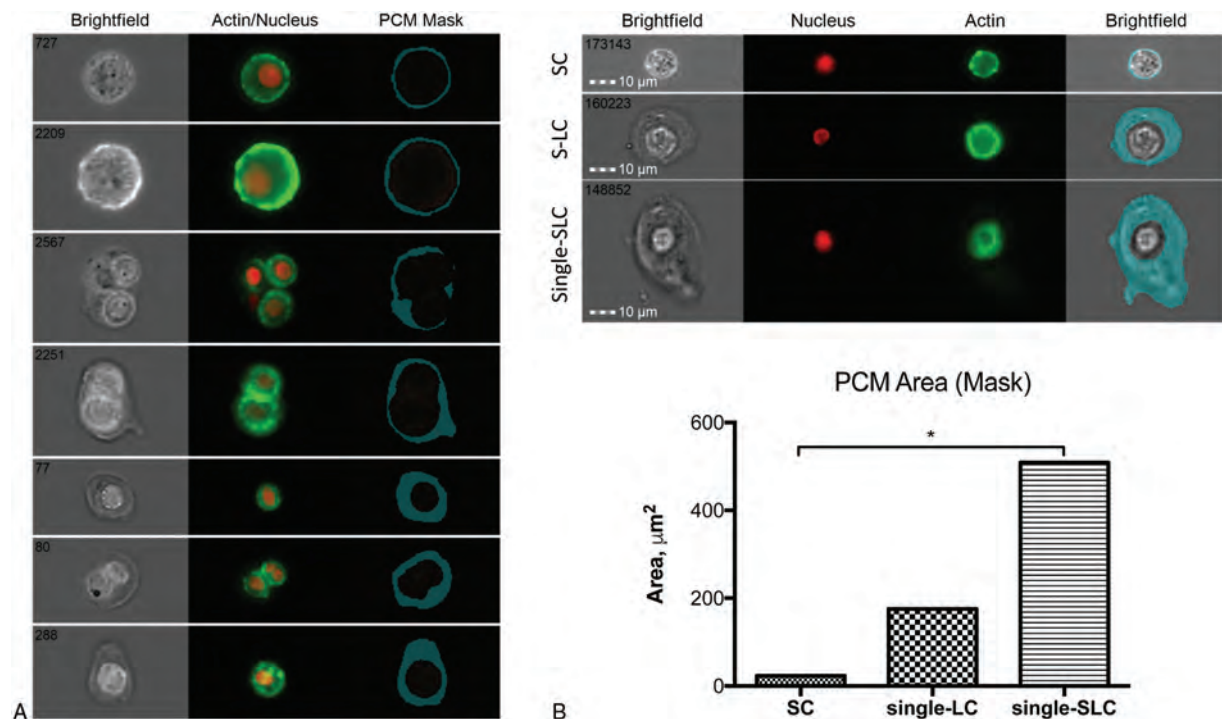 Brightfield Actin/Nucleus PCM Mask
727
2209
2567
2251
77
80
288
A
Brightfield Nucleus Actin Brightfield
SC
173143
10 µm
S-LC
160223
Single-SLC
148852
10 µm
PCM Area (Mask)
*
Area, µm²
600
400
200
0
SC single-LC single-SLC
B